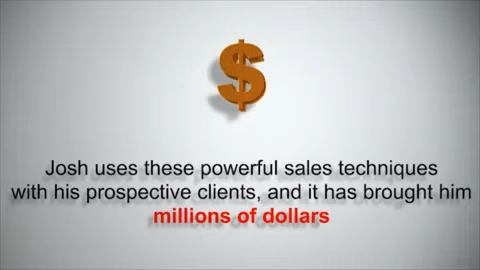 $
Josh uses these powerful sales techniques
with his prospective clients, and it has brought him
millions of dollars